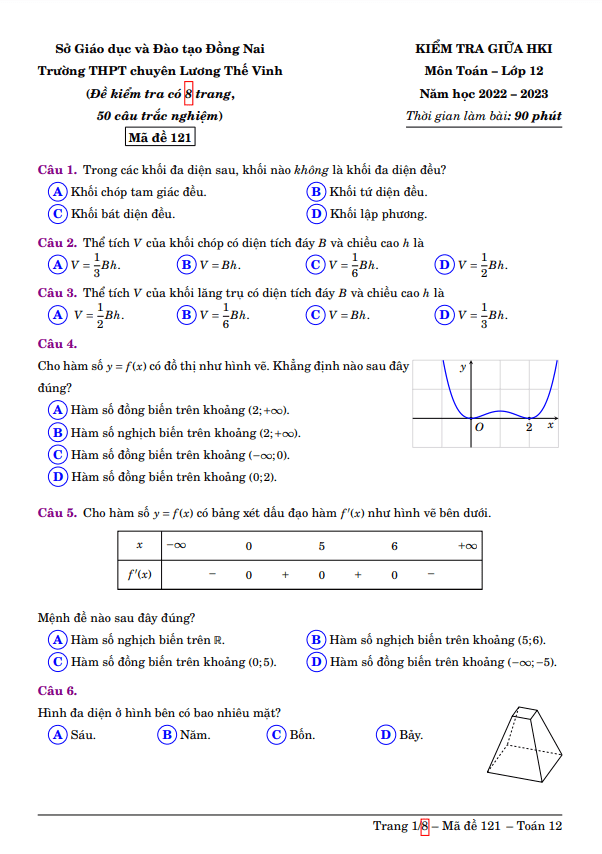 Sở Giáo dục và Đào tạo Đồng Nai
Trường THPT chuyên Lương Thế Vinh
(Đề kiểm tra có 8 trang,
50 câu trắc nghiệm)
Mã đề 121
KIỂM TRA GIỮA HKI
Môn Toán – Lớp 12
Năm học 2022 – 2023
Thời gian làm bài: 90 phút
Câu 1. Trong các khối đa diện sau, khối nào không là khối đa diện đều?
A Khối chóp tam giác đều. B Khối tứ diện đều.
C Khối bát diện đều. D Khối lập phương.
Câu 2. Thể tích V của khối chóp có diện tích đáy B và chiều cao h là
A V = 1/3 Bh. B V = Bh. C V = 1/6 Bh. D V = 1/2 Bh.
Câu 3. Thể tích V của khối lăng trụ có diện tích đáy B và chiều cao h là
A V = 1/2 Bh. B V = 1/6 Bh. C V = Bh. D V = 1/3 Bh.
Câu 4.
Cho hàm số y = f(x) có đồ thị như hình vẽ. Khẳng định nào sau đây
đúng?
A Hàm số đồng biến trên khoảng (2;+∞).
B Hàm số nghịch biến trên khoảng (2;+∞).
C Hàm số đồng biến trên khoảng (−∞;0).
D Hàm số đồng biến trên khoảng (0;2).
y
O 2 x
Câu 5. Cho hàm số y = f(x) có bảng xét dấu đạo hàm f′(x) như hình vẽ bên dưới.
x −∞ 0 5 6 +∞
f′(x) − 0 + 0 + 0 −
Mệnh đề nào sau đây đúng?
A Hàm số nghịch biến trên ℝ. B Hàm số nghịch biến trên khoảng (5;6).
C Hàm số đồng biến trên khoảng (0;5). D Hàm số đồng biến trên khoảng (−∞;−5).
Câu 6.
Hình đa diện ở hình bên có bao nhiêu mặt?
A Sáu. B Năm. C Bốn. D Bảy.
Trang 1/8 – Mã đề 121 – Toán 12